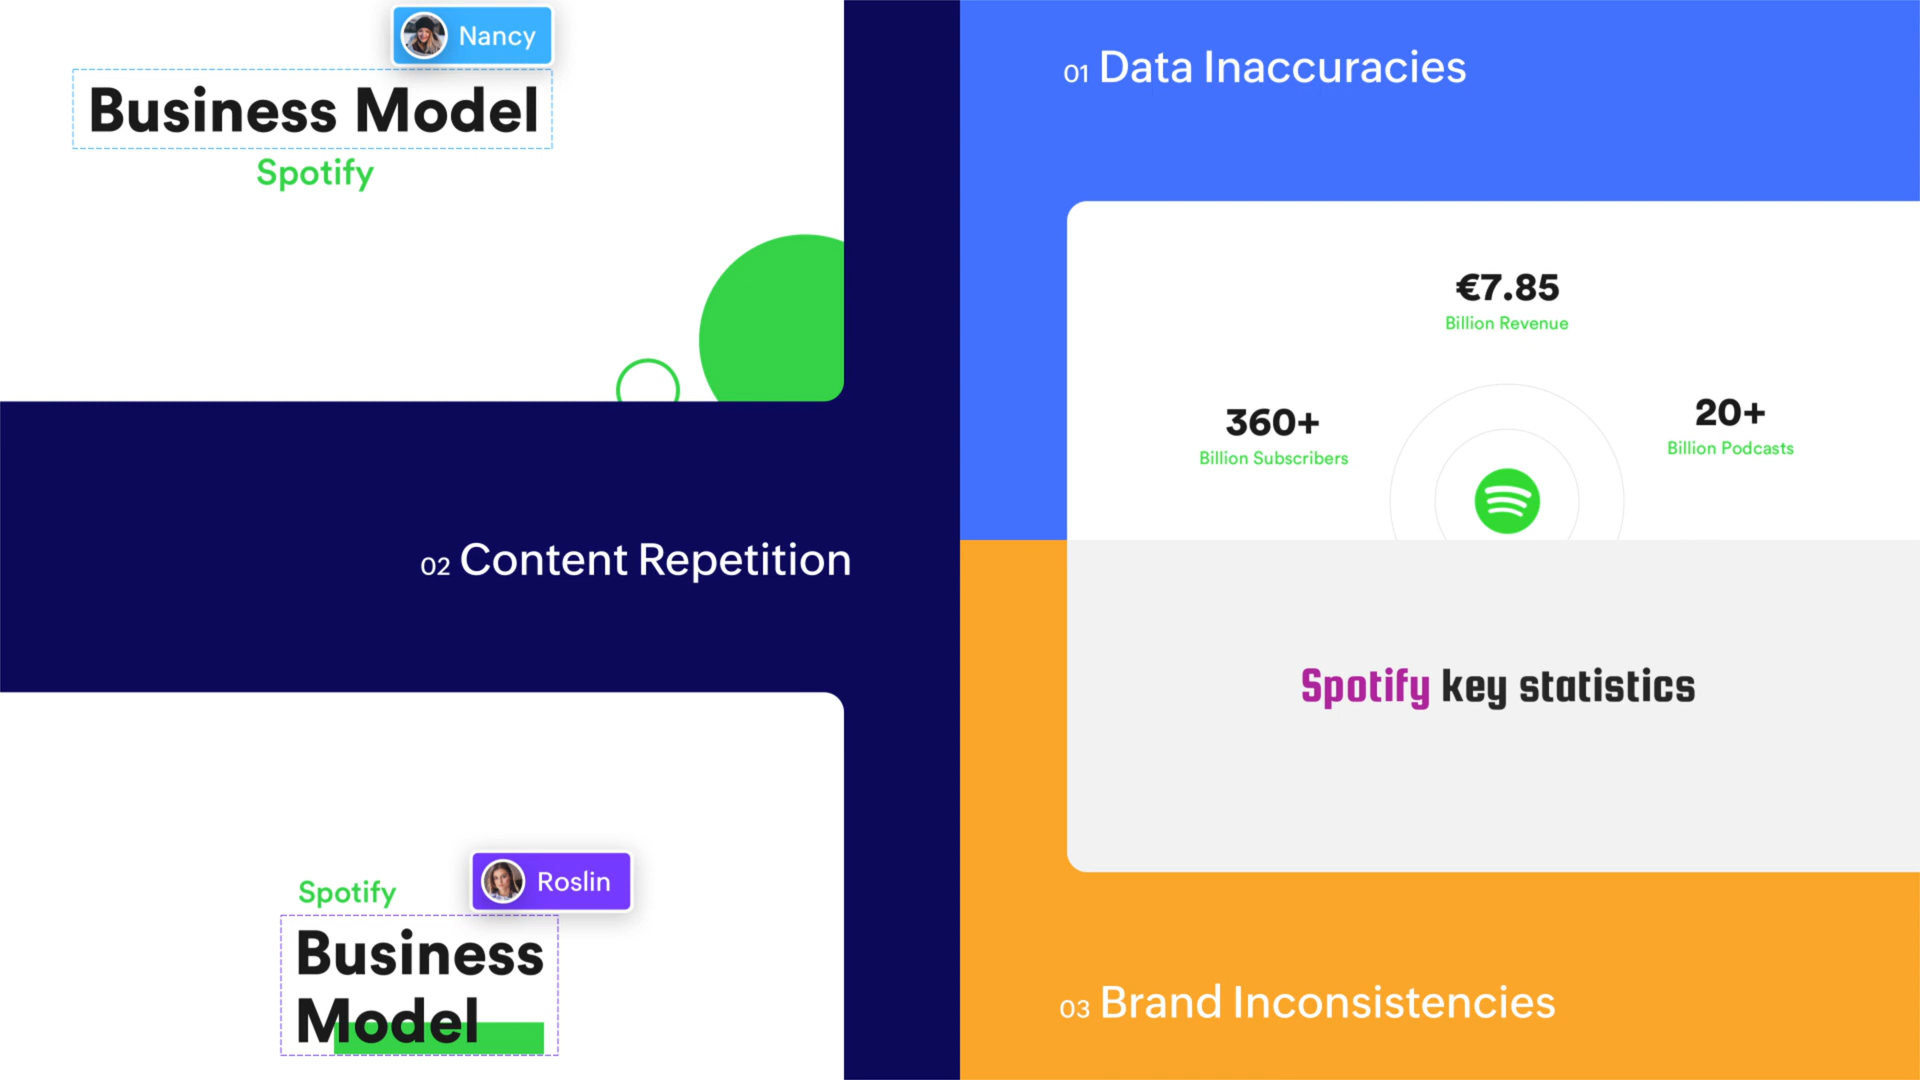 Nancy
Business Model
Spotify
02 Content Repetition
Spotify
Roslin
Business
Model
01 Data Inaccuracies
€7.85
Billion Revenue
360+
Billion Subscribers
20+
Billion Podcasts
Spotify key statistics
03 Brand Inconsistencies